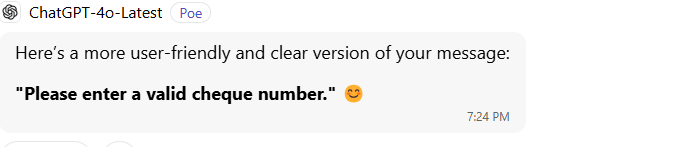 ChatGPT-4o-Latest Poe
Here's a more user-friendly and clear version of your message:
"Please enter a valid cheque number." 😊
7:24 PM